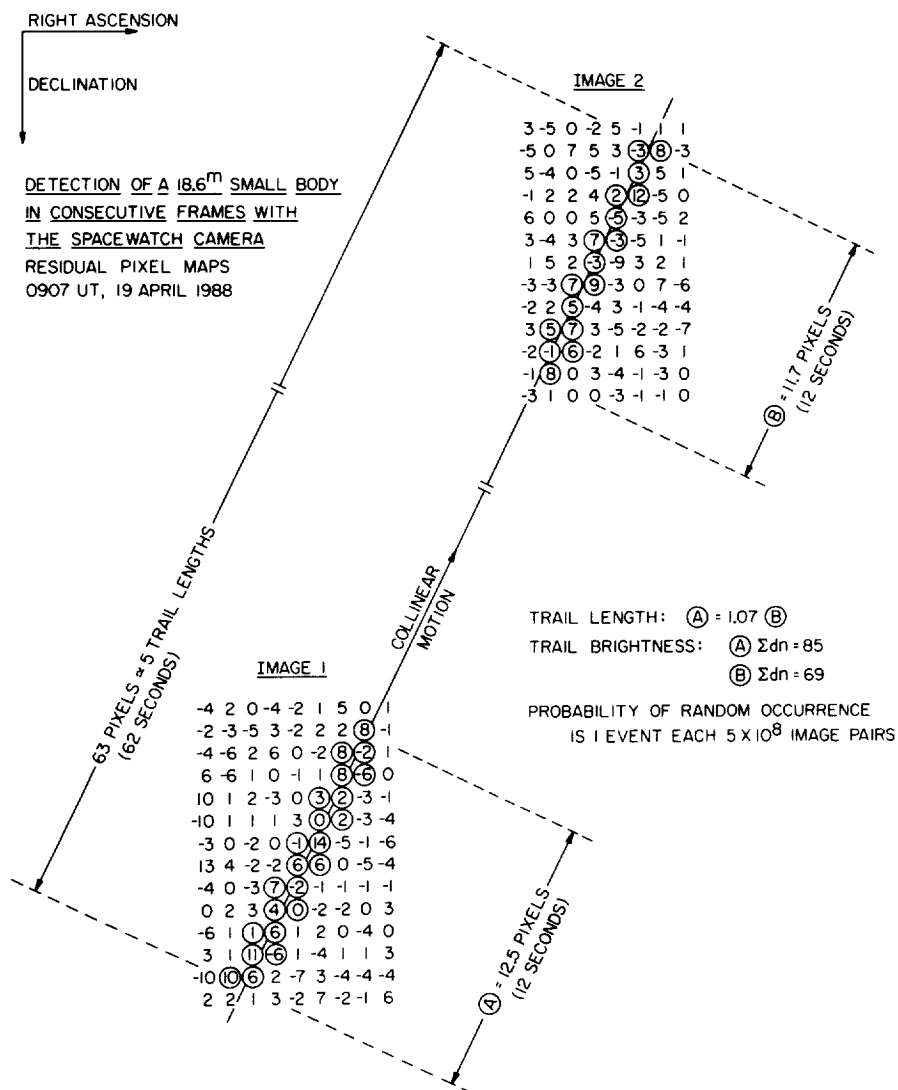 RIGHT ASCENSION
DECLINATION
DETECTION OF A 18.6m SMALL BODY
IN CONSECUTIVE FRAMES WITH
THE SPACEWATCH CAMERA
RESIDUAL PIXEL MAPS
0907 UT, 19 APRIL 1988
IMAGE 2
3 -5 0 -2 5 -1 1 1
-5 0 7 5 3 -3 8 -3
5 -4 0 -5 -1 3 5 1
-1 2 2 4 2 12 -5 0
6 0 0 5 -5 -3 -5 2
3 -4 3 7 -3 -5 1 -1
1 5 2 -3 -9 3 2 1
-3 -3 7 9 -3 0 7 -6
-2 2 5 -4 3 -1 -4 -4
3 5 7 3 -5 -2 -2 -7
-2 -1 6 -2 1 6 -3 1
-1 8 0 3 -4 -1 -3 0
-3 1 0 0 -3 -1 -1 0
B = 11.7 PIXELS
(12 SECONDS)
63 PIXELS ≃ 5 TRAIL LENGTHS
(62 SECONDS)
COLLINEAR
MOTION
TRAIL LENGTH: A = 1.07 B
TRAIL BRIGHTNESS: A Σdn = 85
B Σdn = 69
PROBABILITY OF RANDOM OCCURRENCE
IS 1 EVENT EACH 5 X 10⁸ IMAGE PAIRS
IMAGE 1
-4 2 0 -4 -2 1 5 0 1
-2 -3 -5 3 -2 2 2 8 -1
-4 -6 2 6 0 -2 8 -2 1
6 -6 1 0 -1 1 8 -6 0
10 1 2 -3 0 3 2 -3 -1
-10 1 1 1 3 0 2 -3 -4
-3 0 -2 0 -1 14 -5 -1 -6
13 4 -2 -2 6 6 0 -5 -4
-4 0 -3 7 -2 -1 -1 -1 -1
0 2 3 4 0 -2 -2 0 3
-6 1 1 6 1 2 0 -4 0
3 1 11 -6 1 -4 1 1 3
-10 10 6 2 -7 3 -4 -4 -4
2 2 1 3 -2 7 -2 -1 6
A = 12.5 PIXELS
(12 SECONDS)